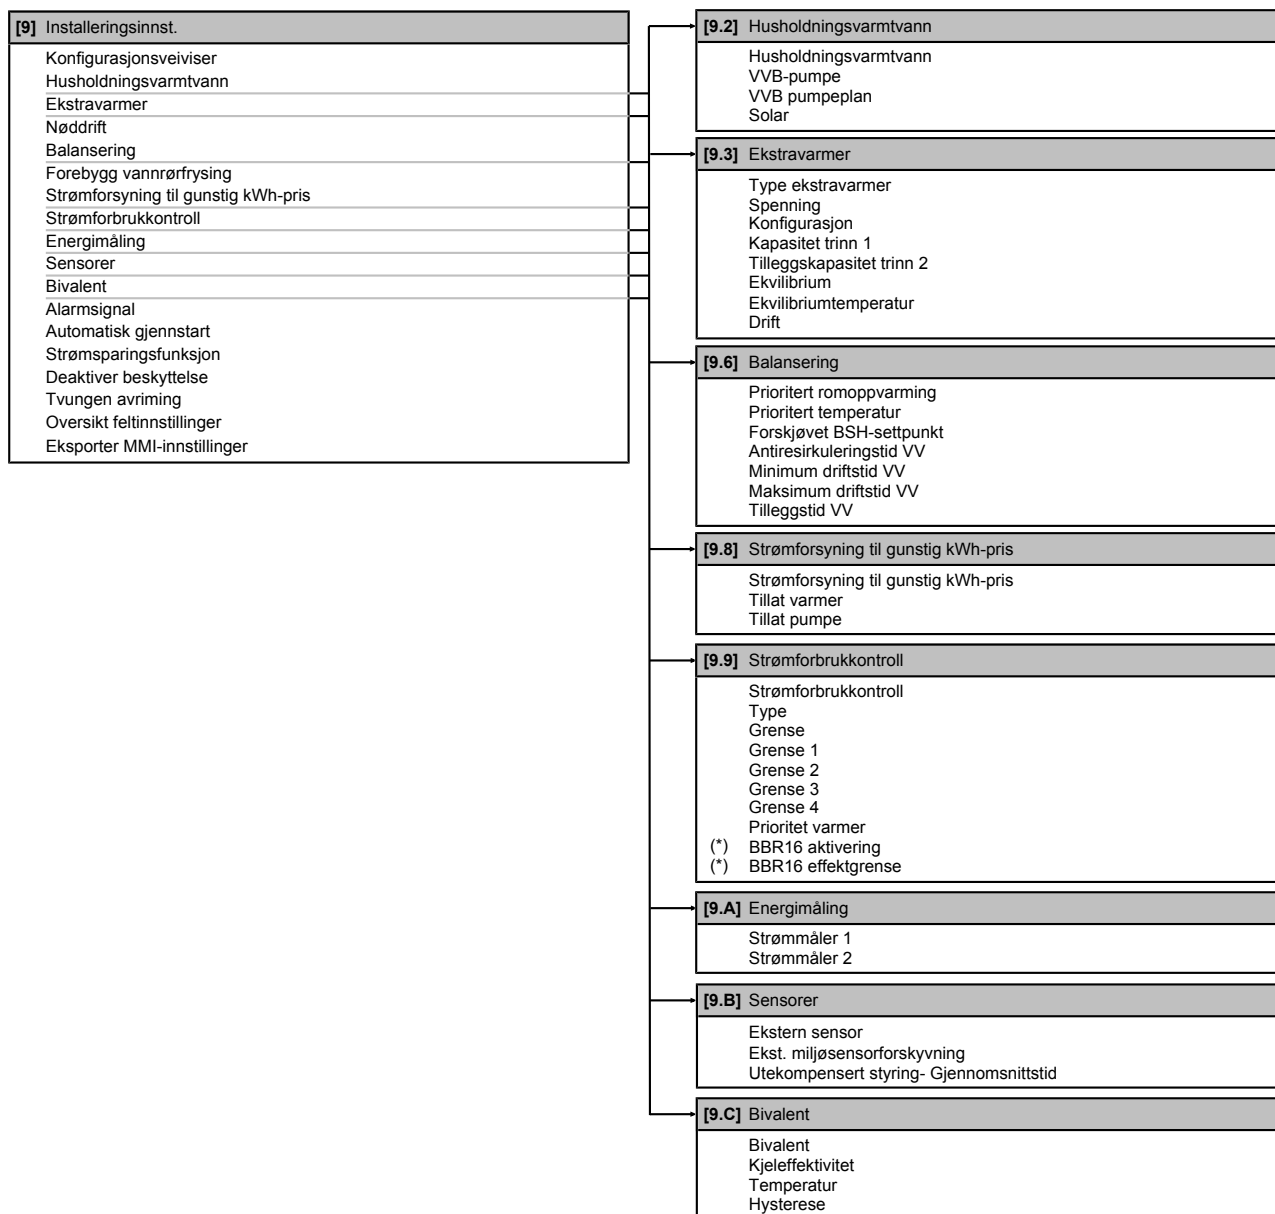 [9] Installeringsinnst.
Konfigurasjonsveiviser
Husholdningsvarmtvann
Ekstravarmer
Nøddrift
Balansering
Forebygg vannrørfrysing
Strømforsyning til gunstig kWh-pris
Strømforbrukkontroll
Energimåling
Sensorer
Bivalent
Alarmsignal
Automatisk gjennstart
Strømsparingsfunksjon
Deaktiver beskyttelse
Tvungen avriming
Oversikt feltinnstillinger
Eksporter MMI-innstillinger
[9.2] Husholdningsvarmtvann
Husholdningsvarmtvann
VVB-pumpe
VVB pumpeplan
Solar
[9.3] Ekstravarmer
Type ekstravarmer
Spenning
Konfigurasjon
Kapasitet trinn 1
Tilleggskapasitet trinn 2
Ekvilibrium
Ekvilibriumtemperatur
Drift
[9.6] Balansering
Prioritert romoppvarming
Prioritert temperatur
Forskjøvet BSH-settpunkt
Antiresirkuleringstid VV
Minimum driftstid VV
Maksimum driftstid VV
Tilleggstid VV
[9.8] Strømforsyning til gunstig kWh-pris
Strømforsyning til gunstig kWh-pris
Tillat varmer
Tillat pumpe
[9.9] Strømforbrukkontroll
Strømforbrukkontroll
Type
Grense
Grense 1
Grense 2
Grense 3
Grense 4
Prioritet varmer
(*) BBR16 aktivering
(*) BBR16 effektgrense
[9.A] Energimåling
Strømmåler 1
Strømmåler 2
[9.B] Sensorer
Ekstern sensor
Ekst. miljøsensorforskyvning
Utekompensert styring- Gjennomsnittstid
[9.C] Bivalent
Bivalent
Kjeleffektivitet
Temperatur
Hysterese